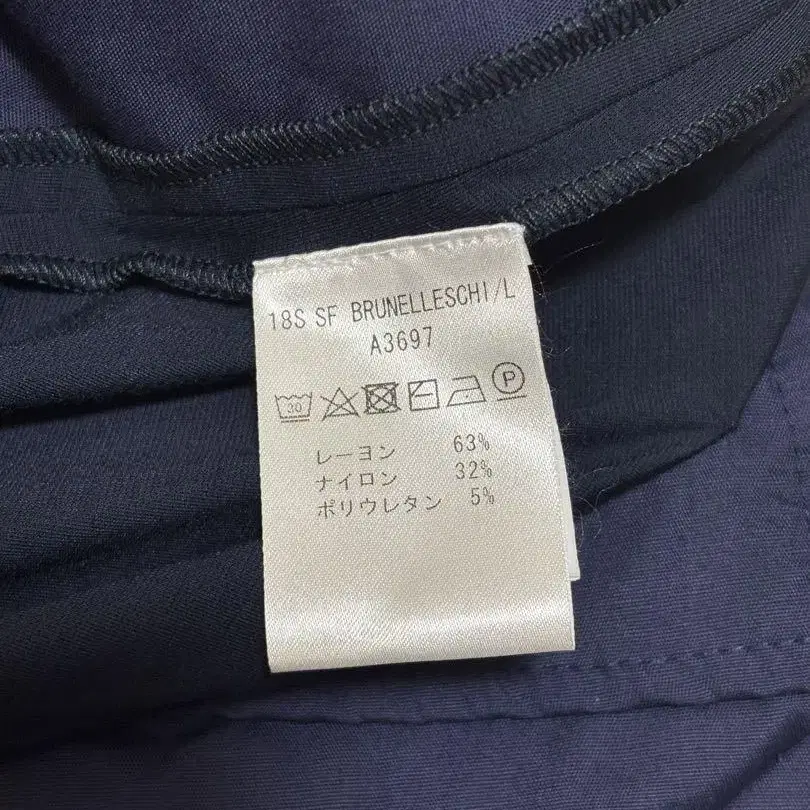 18S SF BRUNELLESCHI/L
A3697
30 P
レーヨン 63%
ナイロン 32%
ポリウレタン 5%